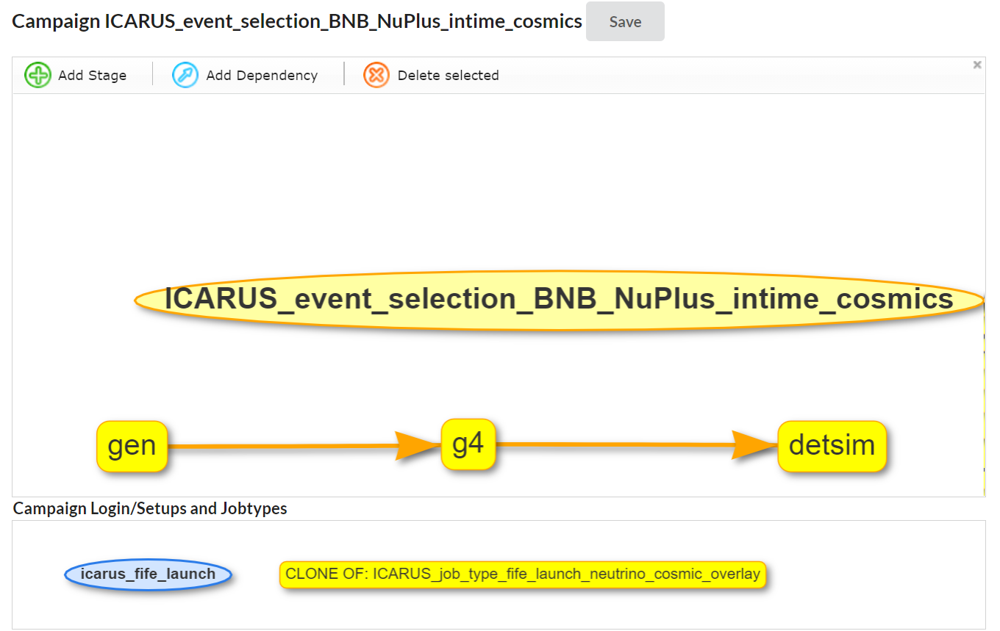 Campaign ICARUS_event_selection_BNB_NuPlus_intime_cosmics Save
Add Stage Add Dependency Delete selected
ICARUS_event_selection_BNB_NuPlus_intime_cosmics
gen g4 detsim
Campaign Login/Setups and Jobtypes
icarus_fife_launch CLONE OF: ICARUS_job_type_fife_launch_neutrino_cosmic_overlay